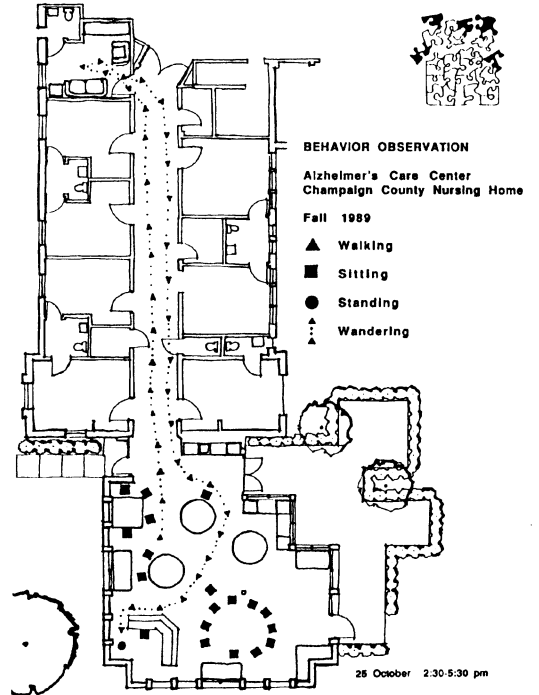 BEHAVIOR OBSERVATION
Alzheimer's Care Center
Champaign County Nursing Home
Fall 1989
Walking
Sitting
Standing
Wandering
25 October 2:30-5:30 pm